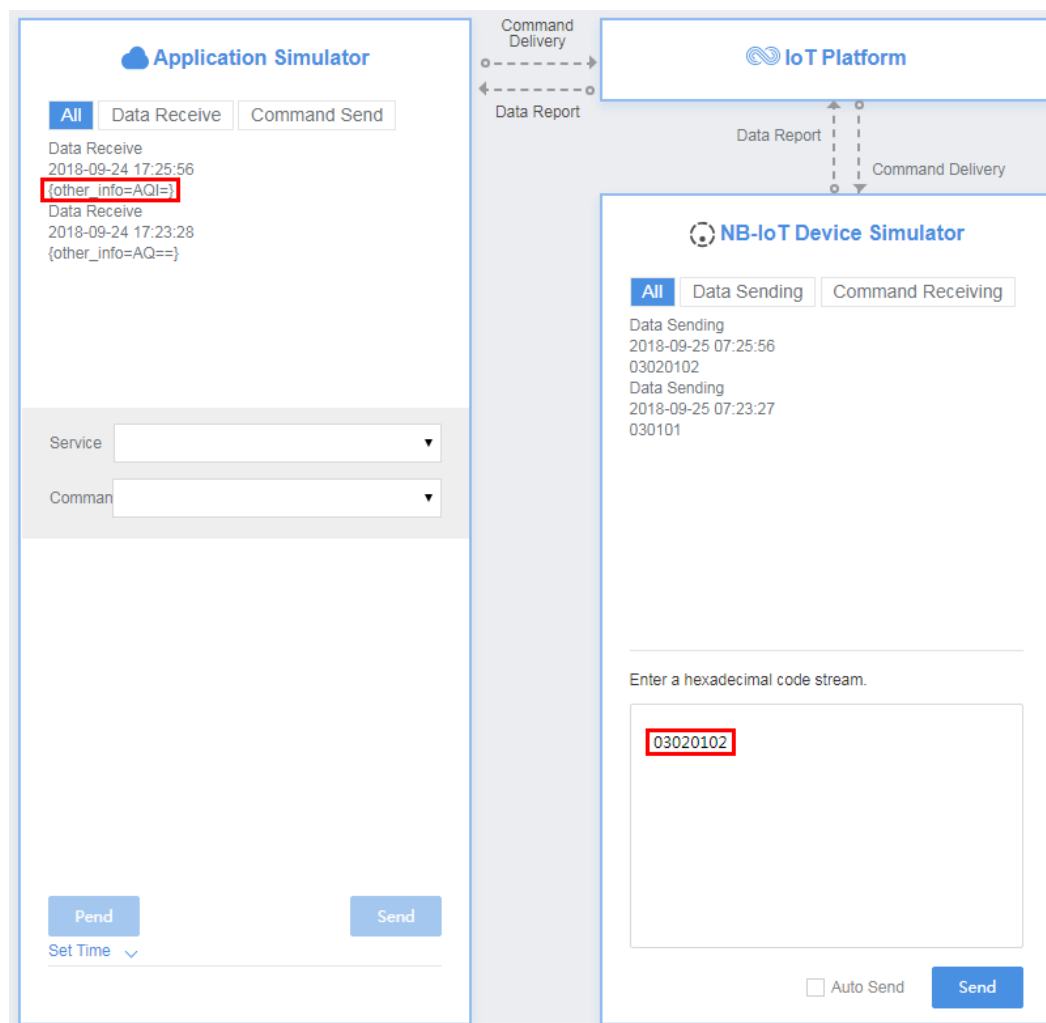 Application Simulator
All Data Receive Command Send
Data Receive
2018-09-24 17:25:56
{other_info=AQI=}
Data Receive
2018-09-24 17:23:28
{other_info=AQ==}
Service
Comman
Pend Send
Set Time
Command
Delivery
Data Report
IoT Platform
Data Report
Command Delivery
NB-IoT Device Simulator
All Data Sending Command Receiving
Data Sending
2018-09-25 07:25:56
03020102
Data Sending
2018-09-25 07:23:27
030101
Enter a hexadecimal code stream.
03020102
Auto Send Send